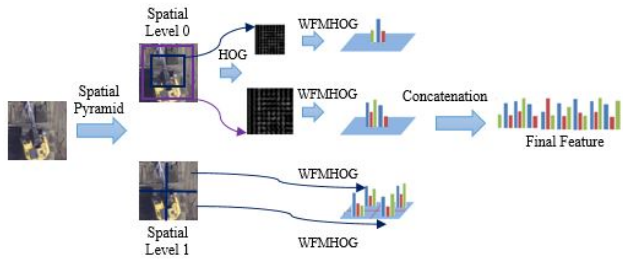 Spatial
Level 0
HOG
WFMHOG
WFMHOG
Spatial
Pyramid
Concatenation
Final Feature
WFMHOG
Spatial
Level 1
WFMHOG